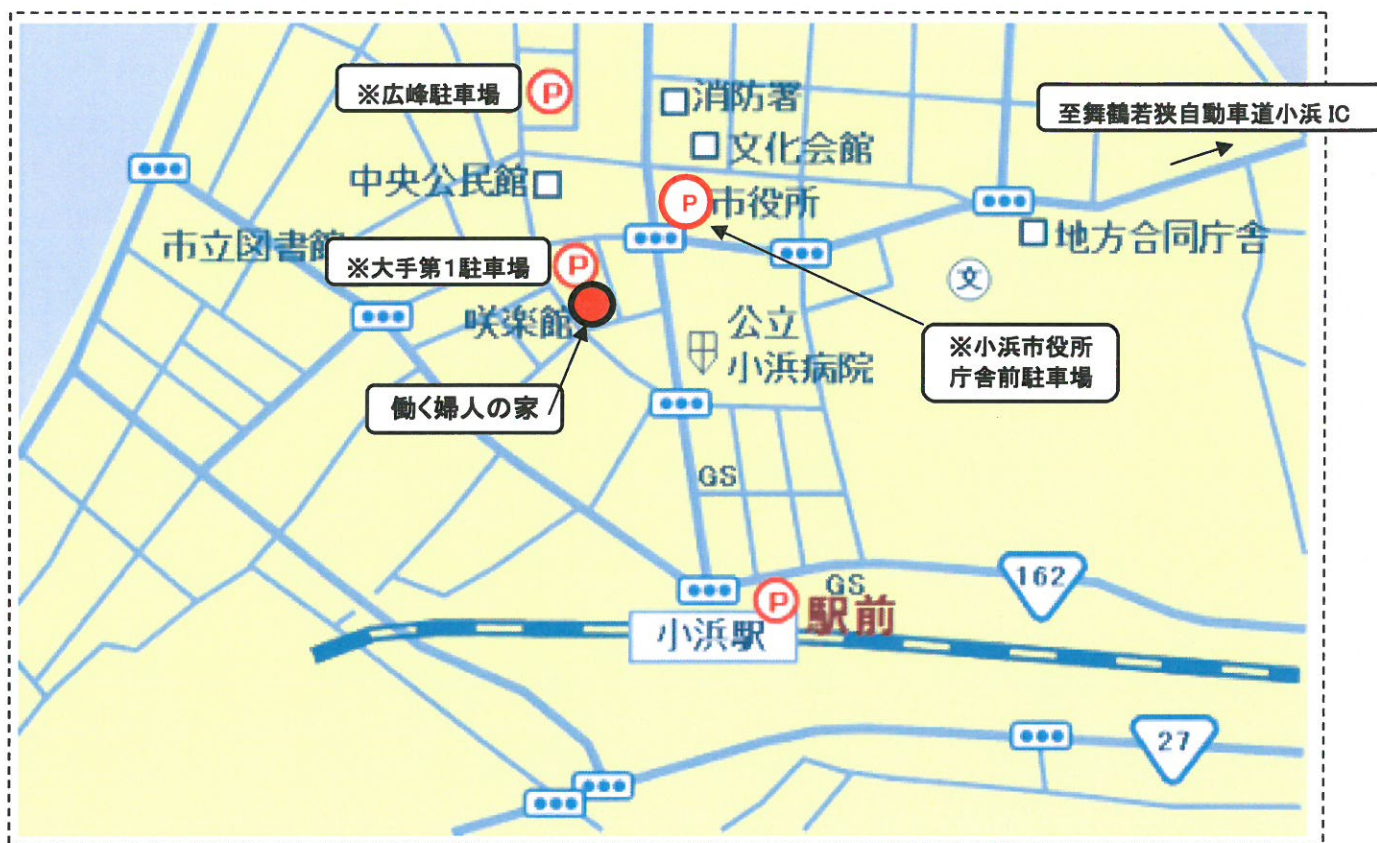 ※広峰駐車場
P
消防署
至舞鶴若狭自動車道小浜 IC
文化会館
中央公民館
P
市役所
市立図書館
地方合同庁舎
※大手第1駐車場
P
文
咲楽館
公立
小浜病院
※小浜市役所
庁舎前駐車場
働く婦人の家
GS
162
GS
P
駅前
小浜駅
27